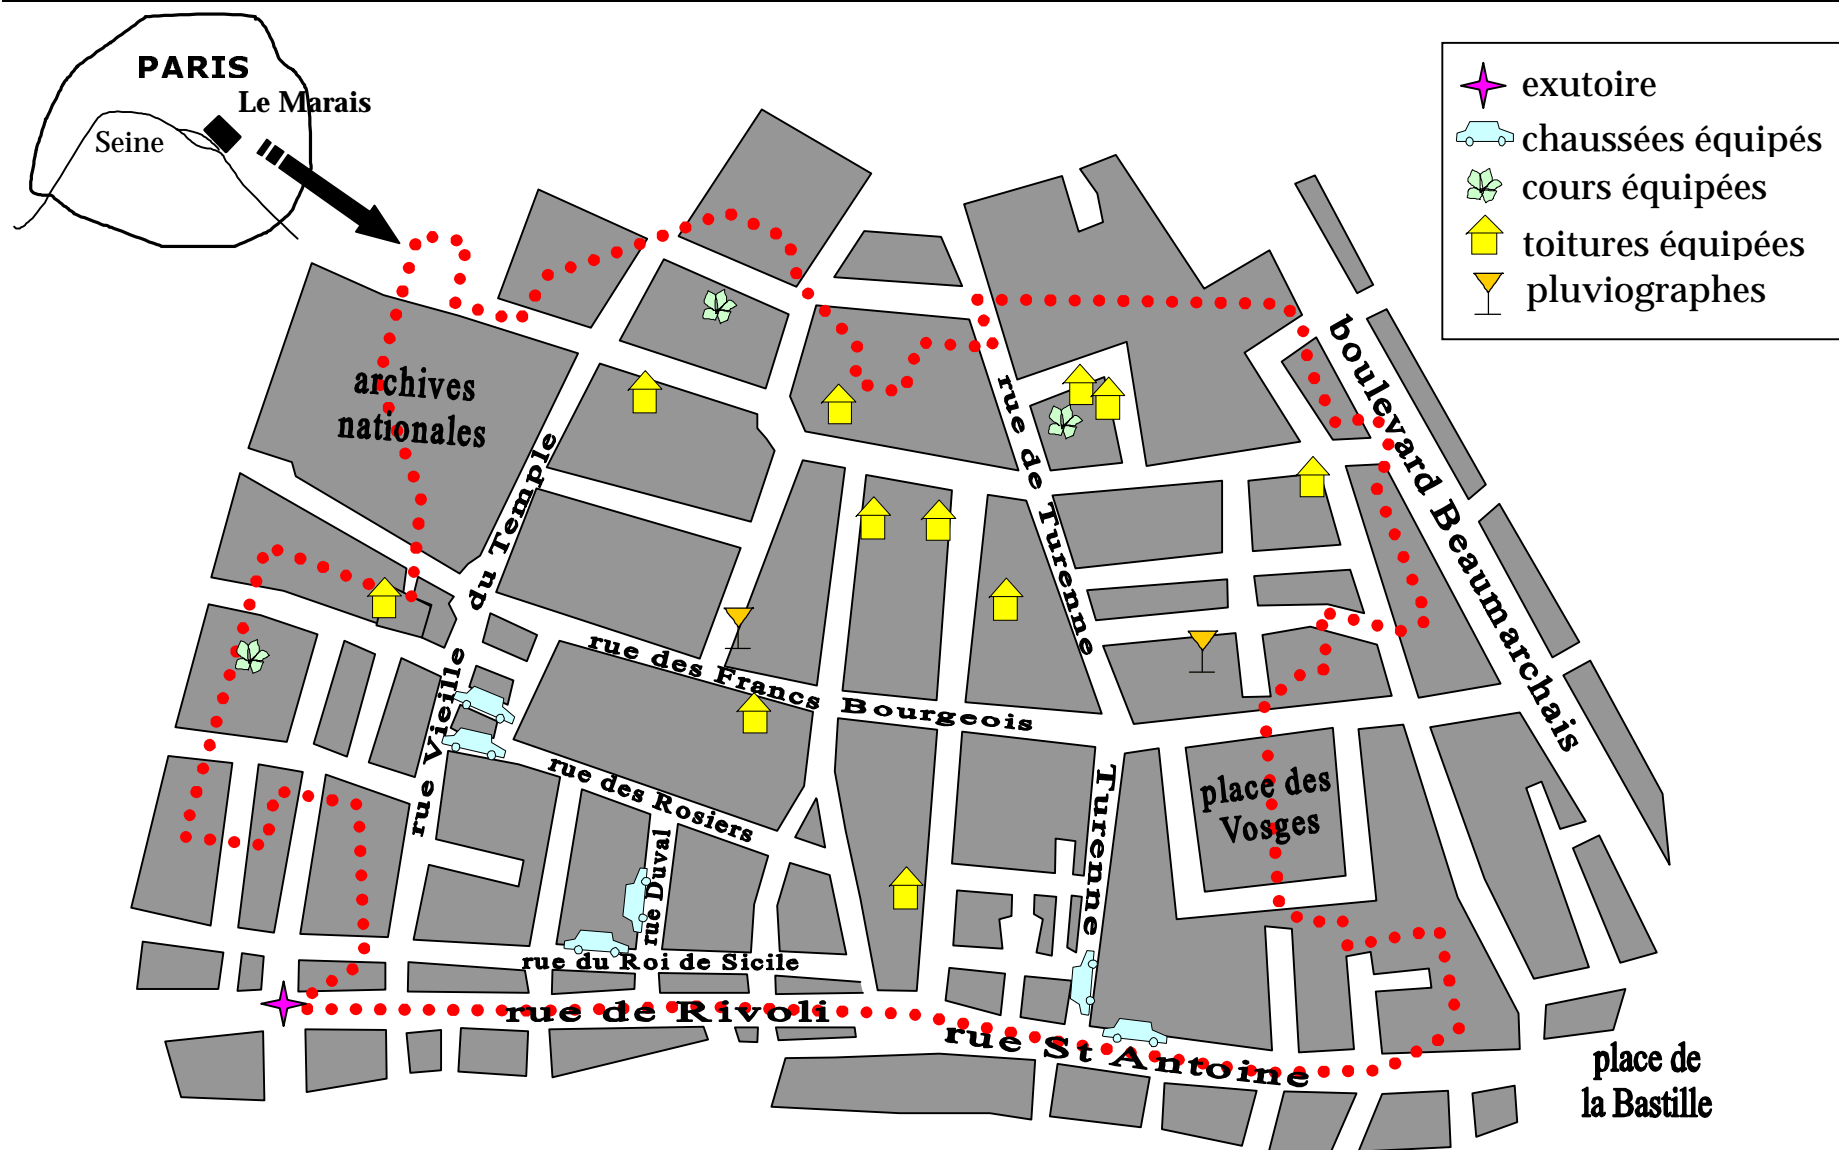 PARIS
Le Marais
Seine
exutoire
chaussées équipés
cours équipées
toitures équipées
pluviographes
archives
nationales
rue Vieille du Temple
rue de Turenne
boulevard Beaumarchais
rue des Francs Bourgeois
rue des Rosiers
rue Duval
Turenne
place des
Vosges
rue du Roi de Sicile
rue de Rivoli
rue St Antoine
place de
la Bastille